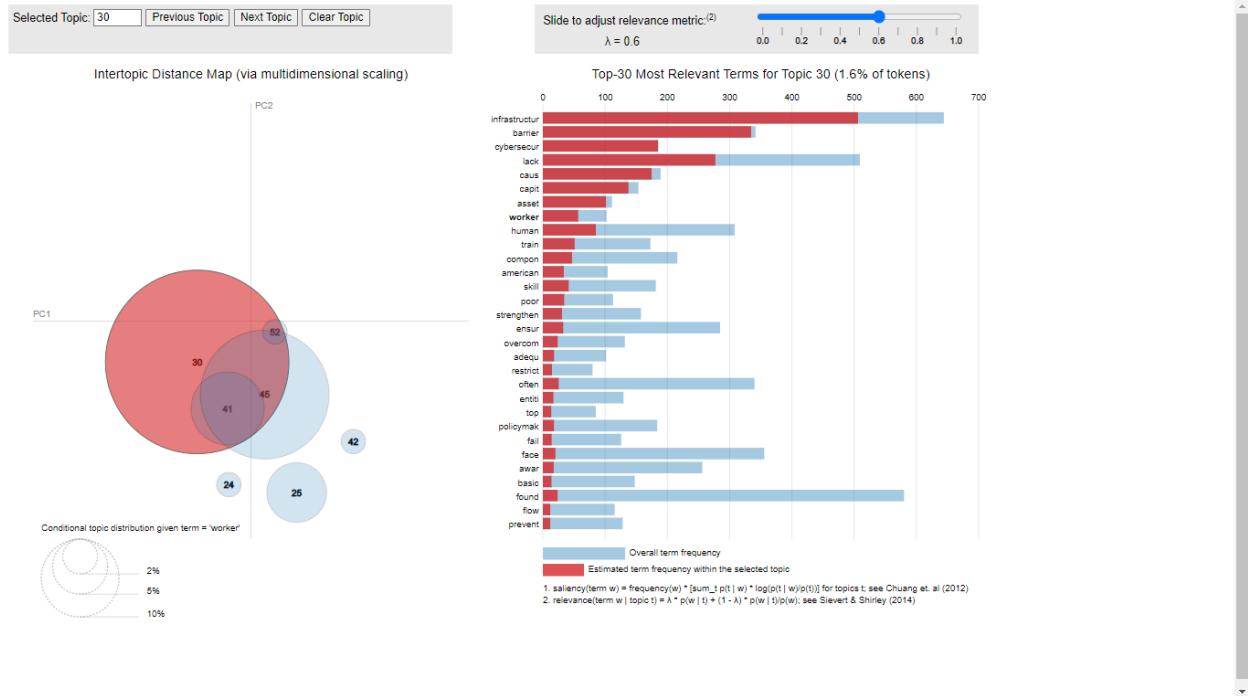 Selected Topic: 30 Previous Topic Next Topic Clear Topic
Slide to adjust relevance metric:(2)
λ = 0.6
0.0 0.2 0.4 0.6 0.8 1.0
Intertopic Distance Map (via multidimensional scaling)
PC2
PC1
52
30
45
41
42
24
25
Conditional topic distribution given term = 'worker'
2%
5%
10%
Top-30 Most Relevant Terms for Topic 30 (1.6% of tokens)
0 100 200 300 400 500 600 700
infrastructur
barrier
cybersecur
lack
caus
capit
asset
worker
human
train
compon
american
skill
poor
strengthen
ensur
overcom
adequ
restrict
often
entiti
top
policymak
fail
face
awar
basic
found
flow
prevent
Overall term frequency
Estimated term frequency within the selected topic
1. saliency(term w) = frequency(w) * [sum_t p(t | w) * log(p(t | w)/p(t))] for topics t; see Chuang et. al (2012)
2. relevance(term w | topic t) = λ * p(w | t) + (1 - λ) * p(w | t)/p(w); see Sievert & Shirley (2014)